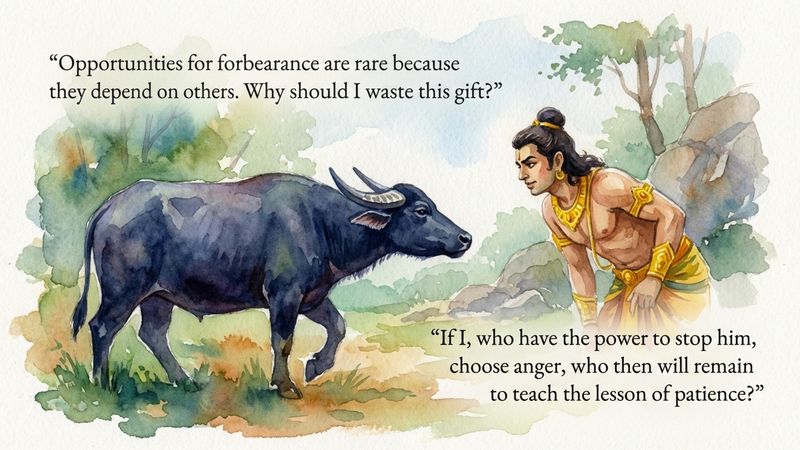 “Opportunities for forbearance are rare because
they depend on others. Why should I waste this gift?”
“If I, who have the power to stop him,
choose anger, who then will remain
to teach the lesson of patience?”